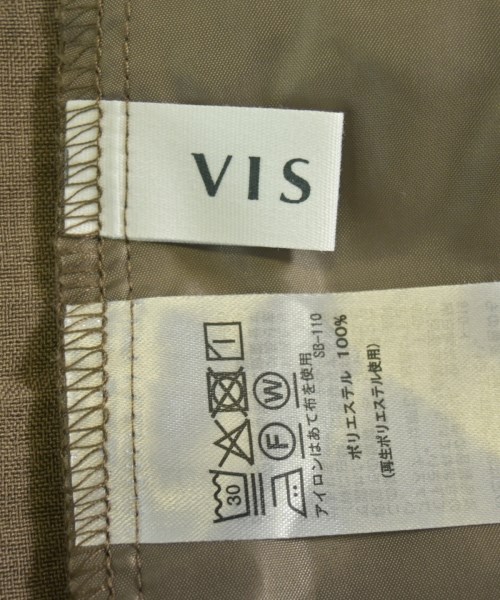 VIS
30
F
W
アイロンはあて布を使用
SB-110
ポリエステル 100%
(再生ポリエステル使用)